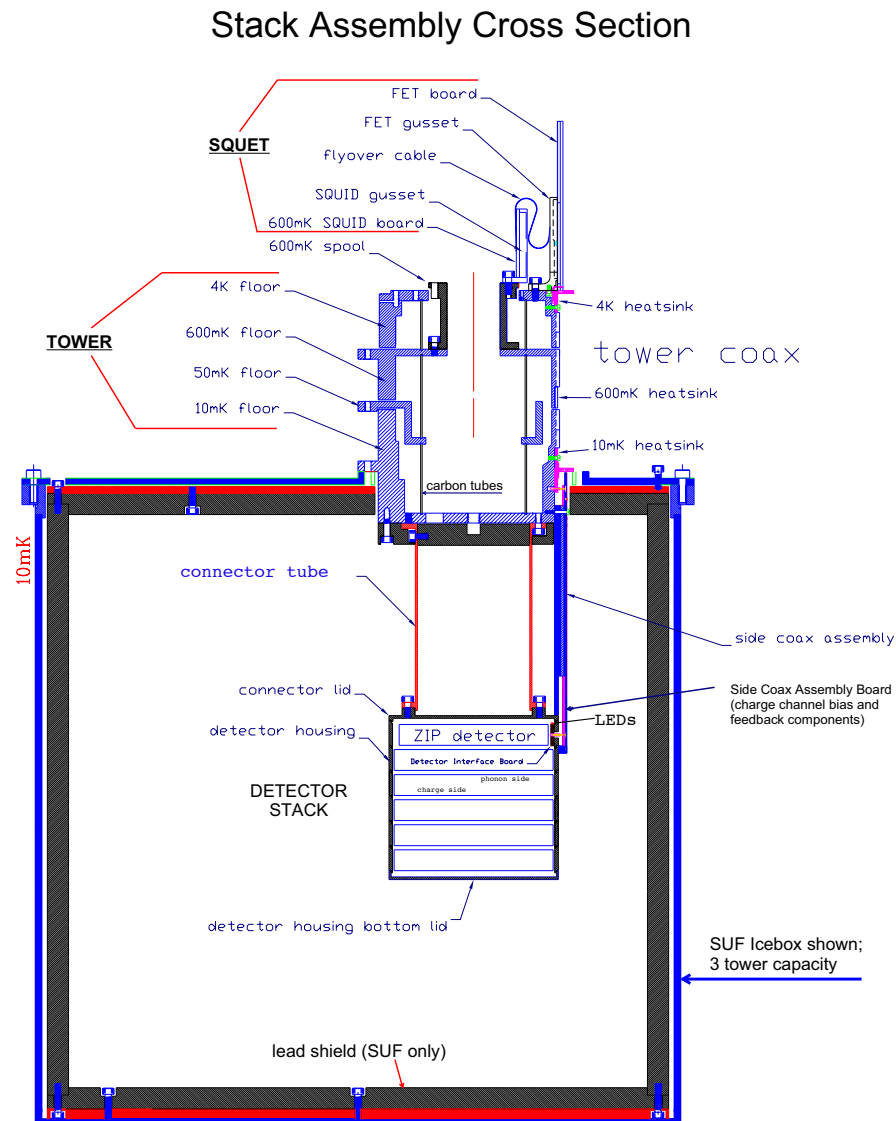 Stack Assembly Cross Section
FET board
FET gusset
SQUET
flyover cable
SQUID gusset
600mK SQUID board
600mK spool
4K floor
4K heatsink
600mK floor
TOWER
tower coax
50mK floor
600mK heatsink
10mK floor
10mK heatsink
carbon tubes
10mK
connector tube
side coax assembly
connector lid
Side Coax Assembly Board
(charge channel bias and
feedback components)
LEDs
detector housing
ZIP detector
Detector Interface Board
phonon side
charge side
DETECTOR
STACK
detector housing bottom lid
SUF Icebox shown;
3 tower capacity
lead shield (SUF only)